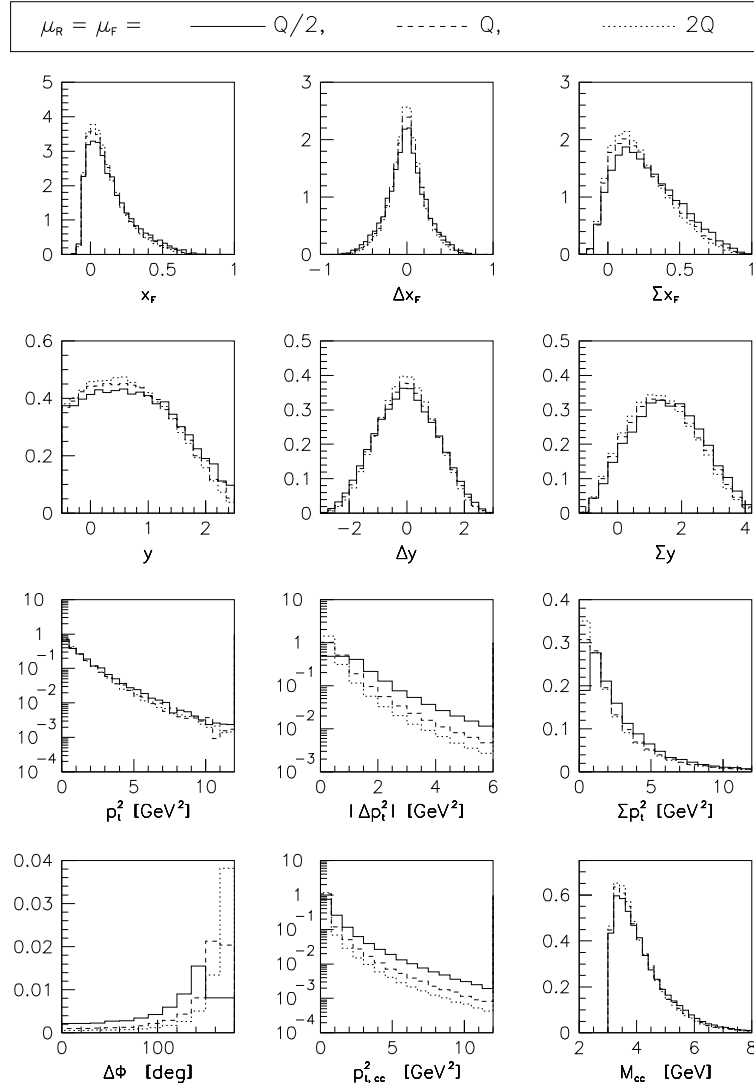 μR = μF = Q/2, Q, 2Q
5 4 3 2 1 0
0 0.5 1
xF
3 2 1 0
−1 0 1
ΔxF
3 2 1 0
0 0.5 1
ΣxF
0.6 0.4 0.2 0
0 1 2
y
0.5 0.4 0.3 0.2 0.1 0
−2 0 2
Δy
0.5 0.4 0.3 0.2 0.1 0
0 2 4
Σy
10 1 10⁻¹ 10⁻² 10⁻³ 10⁻⁴
0 5 10
pt² [GeV²]
10 1 10⁻¹ 10⁻² 10⁻³
0 2 4 6
|Δpt²| [GeV²]
0.4 0.3 0.2 0.1 0
0 5 10
Σpt² [GeV²]
0.04 0.03 0.02 0.01 0
0 100
ΔΦ [deg]
10 1 10⁻¹ 10⁻² 10⁻³ 10⁻⁴
0 5 10
pt,cc² [GeV²]
0.6 0.4 0.2 0
2 4 6 8
Mcc [GeV]